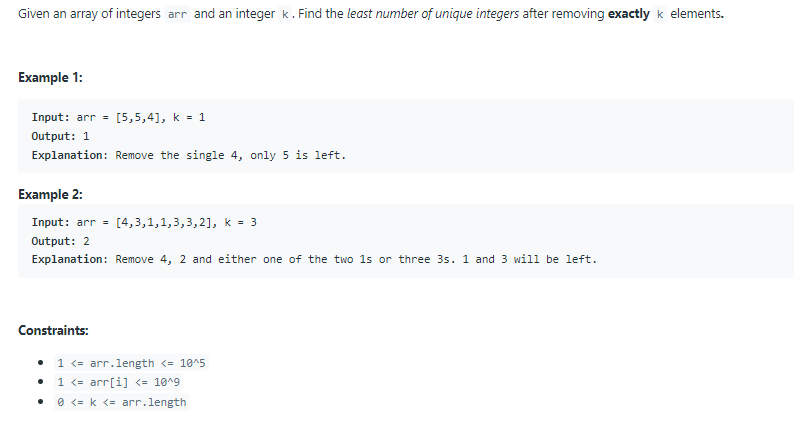 Given an array of integers arr and an integer k. Find the least number of unique integers after removing exactly k elements.
Example 1:
Input: arr = [5,5,4], k = 1
Output: 1
Explanation: Remove the single 4, only 5 is left.
Example 2:
Input: arr = [4,3,1,1,3,3,2], k = 3
Output: 2
Explanation: Remove 4, 2 and either one of the two 1s or three 3s. 1 and 3 will be left.
Constraints:
• 1 <= arr.length <= 10^5
• 1 <= arr[i] <= 10^9
• 0 <= k <= arr.length